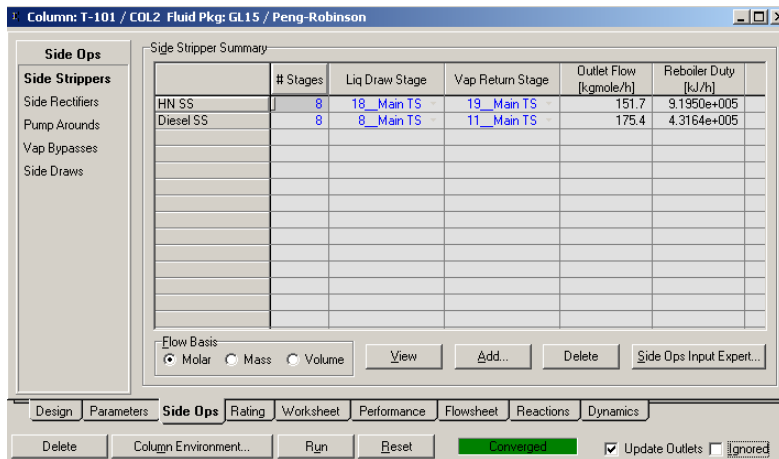 Column: T-101 / COL2 Fluid Pkg: GL15 / Peng-Robinson
Side Ops
Side Strippers
Side Rectifiers
Pump Arounds
Vap Bypasses
Side Draws
Side Stripper Summary
# Stages Liq Draw Stage Vap Return Stage Outlet Flow [kgmole/h] Reboiler Duty [kJ/h]
HN SS 8 18__Main TS 19__Main TS 151.7 9.1950e+005
Diesel SS 8 8__Main TS 11__Main TS 175.4 4.3164e+005
Flow Basis
Molar Mass Volume
View Add... Delete Side Ops Input Expert...
Design Parameters Side Ops Rating Worksheet Performance Flowsheet Reactions Dynamics
Delete Column Environment... Run Reset Converged Update Outlets Ignored